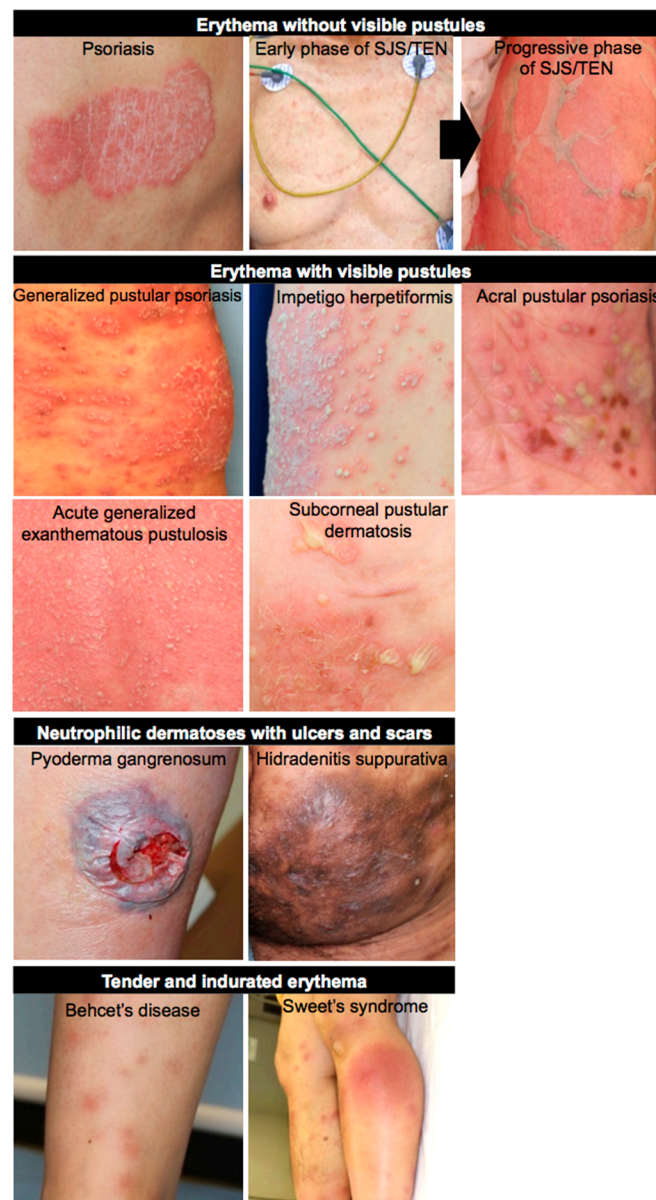 Erythema without visible pustules
Psoriasis
Early phase of SJS/TEN
Progressive phase
of SJS/TEN
Erythema with visible pustules
Generalized pustular psoriasis
Impetigo herpetiformis
Acral pustular psoriasis
Acute generalized
exanthematous pustulosis
Subcorneal pustular
dermatosis
Neutrophilic dermatoses with ulcers and scars
Pyoderma gangrenosum
Hidradenitis suppurativa
Tender and indurated erythema
Behcet's disease
Sweet's syndrome